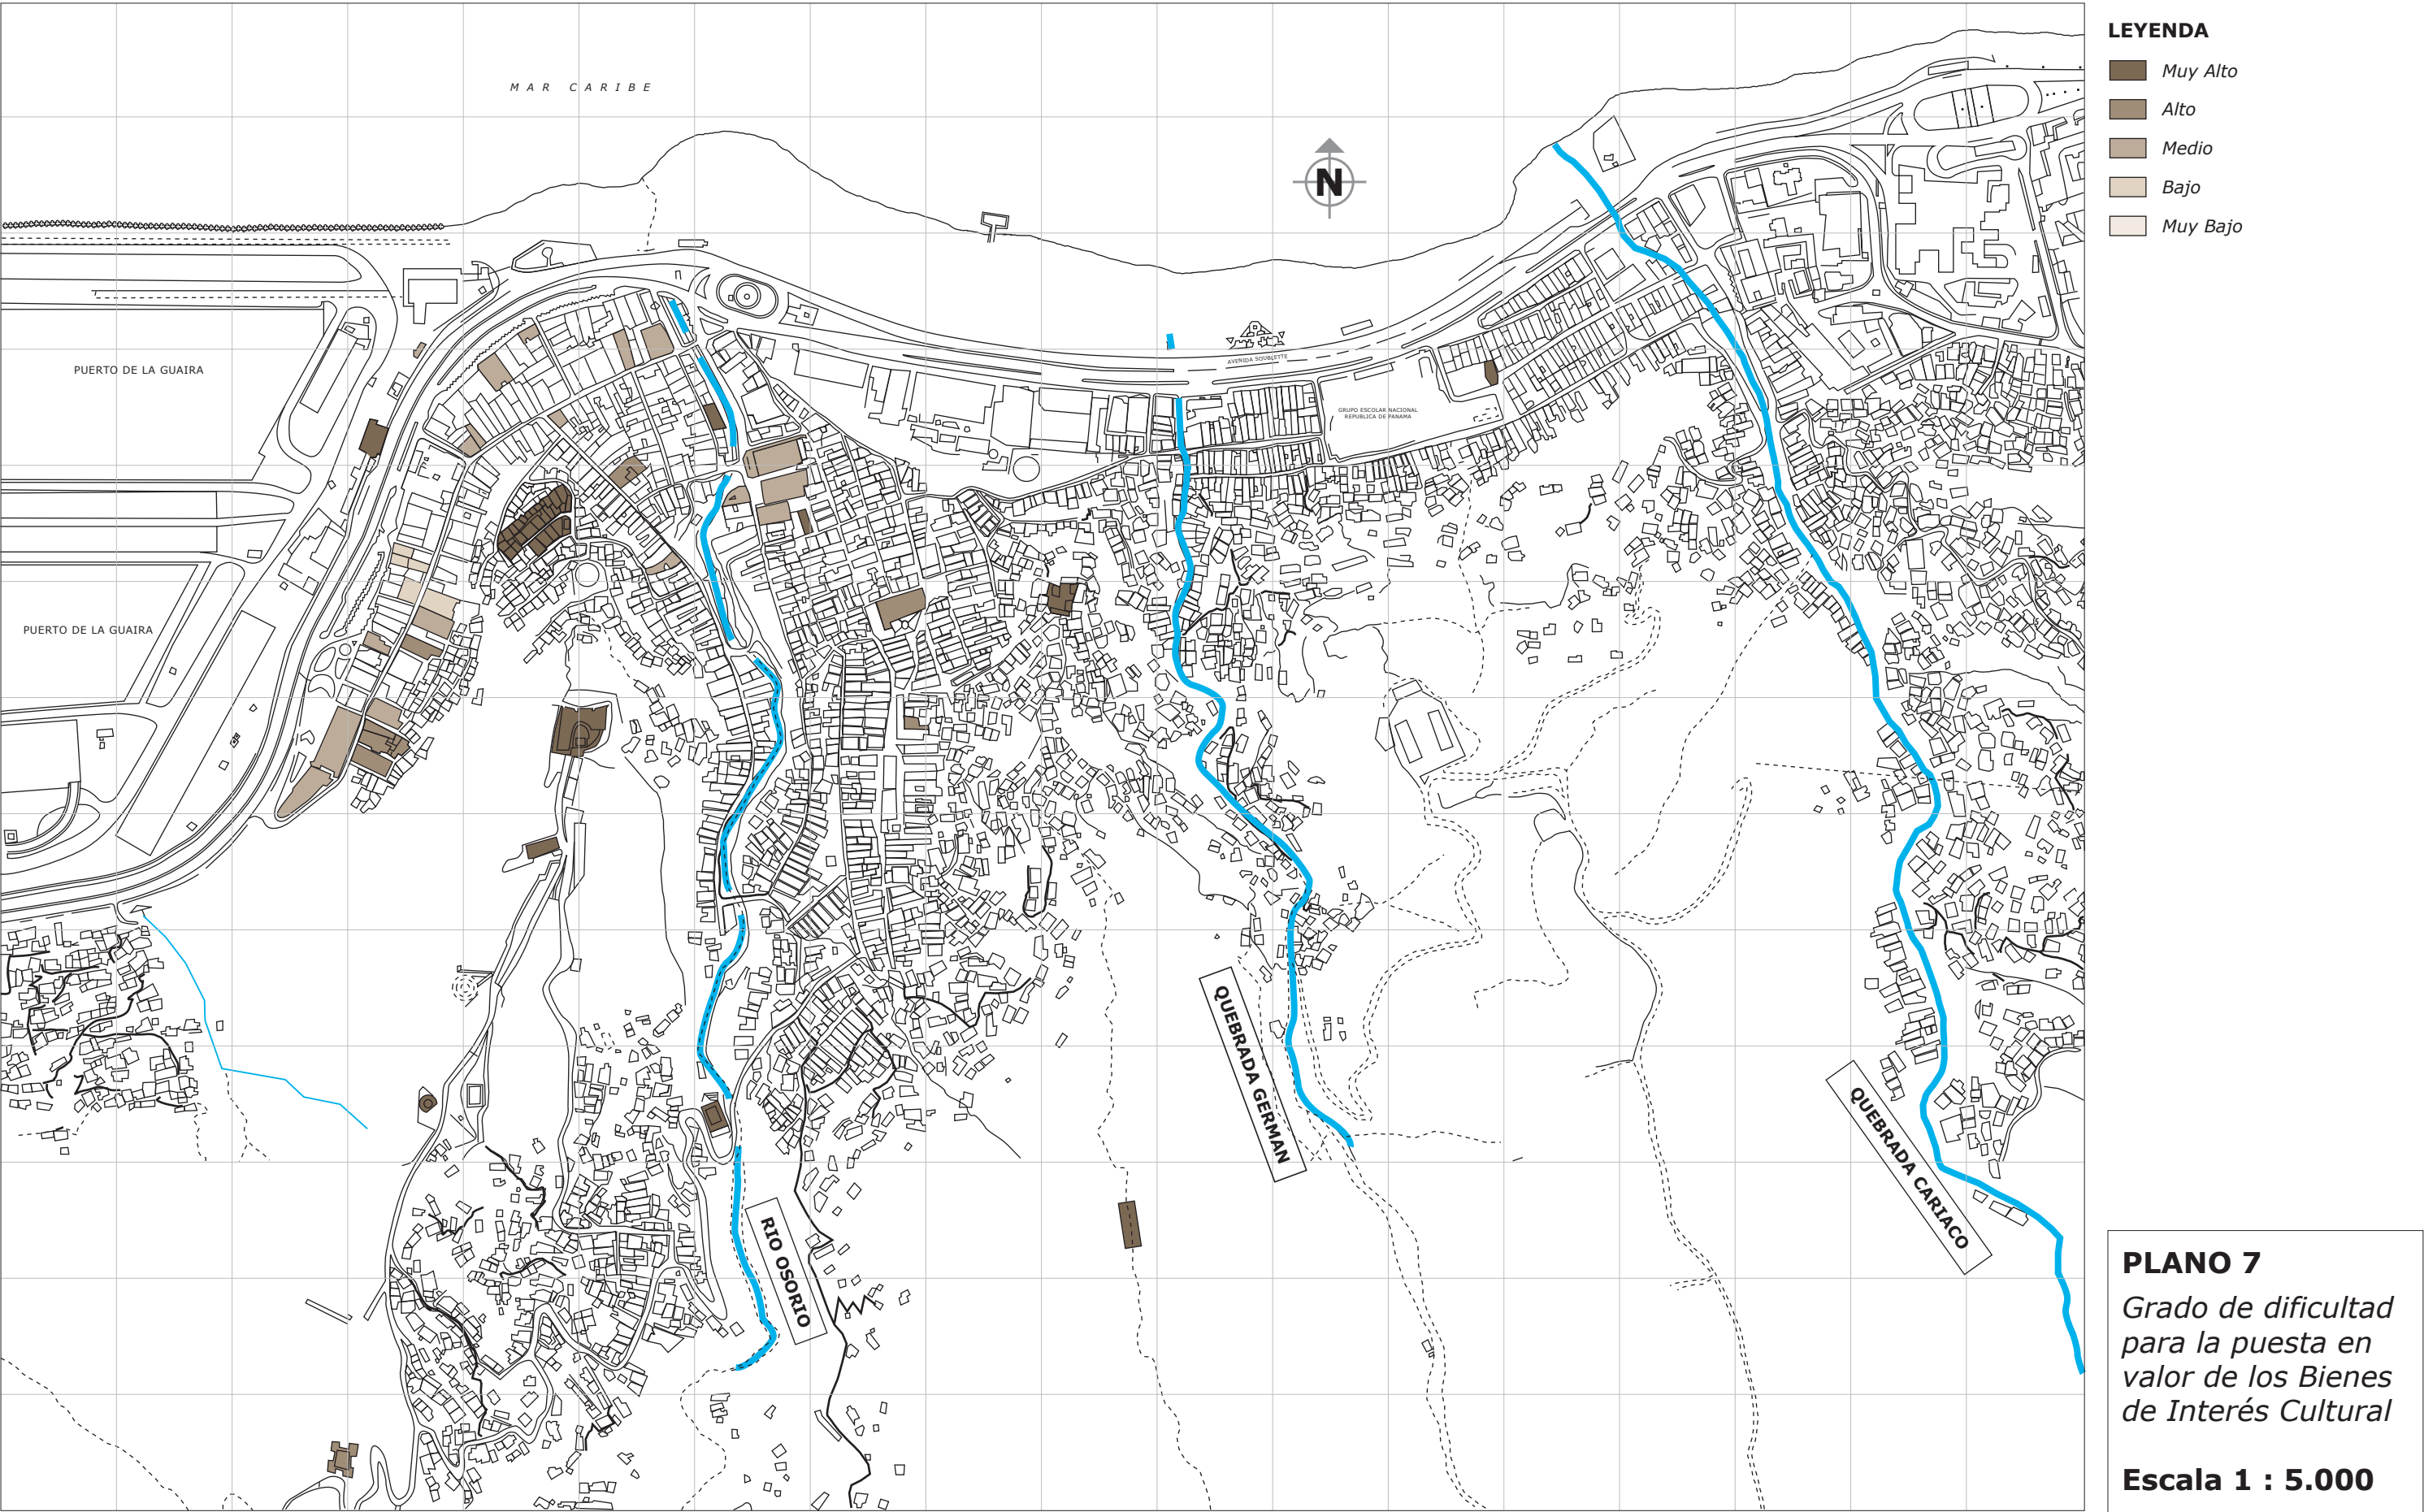 MAR CARIBE
N
PUERTO DE LA GUAIRA
PUERTO DE LA GUAIRA
AVENIDA SOUBLETTE
GRUPO ESCOLAR NACIONAL
REPUBLICA DE PANAMA
QUEBRADA GERMAN
QUEBRADA CARIACO
RIO OSORIO
LEYENDA
Muy Alto
Alto
Medio
Bajo
Muy Bajo
PLANO 7
Grado de dificultad
para la puesta en
valor de los Bienes
de Interés Cultural
Escala 1 : 5.000